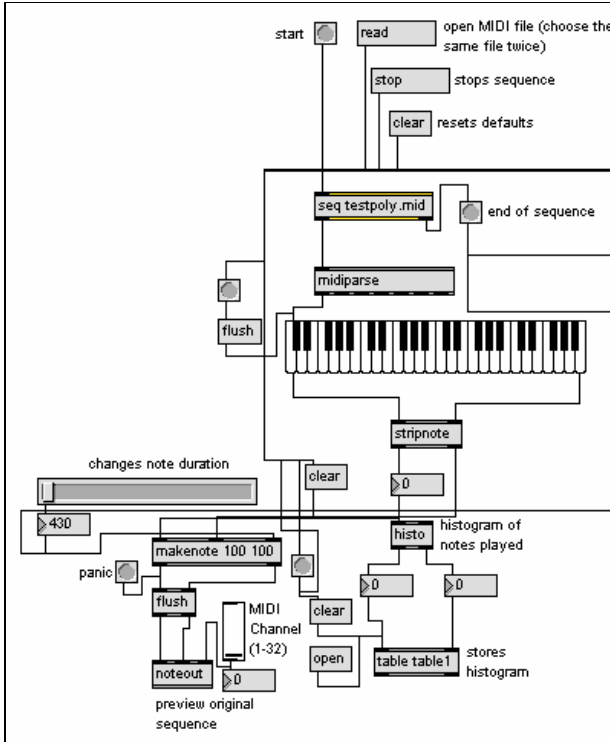 start
read
open MIDI file (choose the
same file twice)
stop
stops sequence
clear
resets defaults
seq testpoly.mid
end of sequence
midiparse
flush
stripnote
changes note duration
clear
0
430
histo
histogram of
notes played
makenote 100 100
panic
0
0
flush
MIDI
Channel
(1-32)
clear
open
table table1
stores
histogram
noteout
0
preview original
sequence